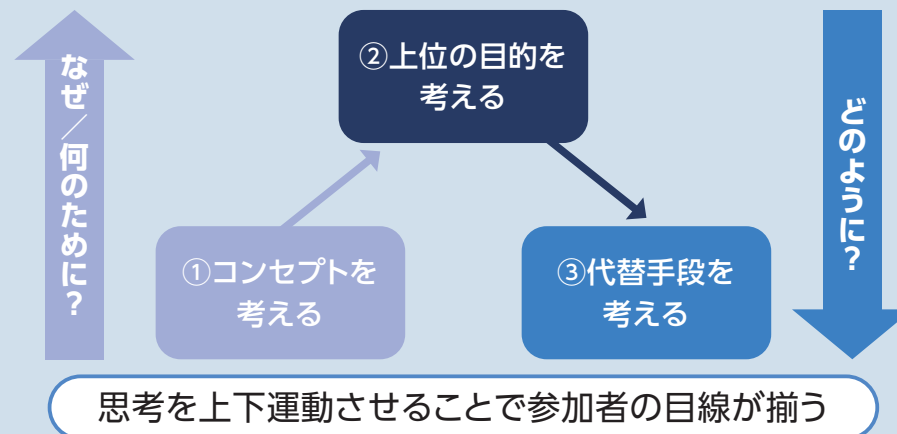 なぜ／何のために？
②上位の目的を
考える
①コンセプトを
考える
③代替手段を
考える
どのように？
思考を上下運動させることで参加者の目線が揃う